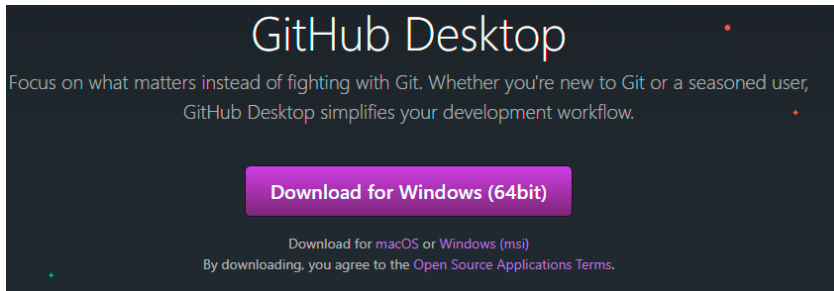 GitHub Desktop
Focus on what matters instead of fighting with Git. Whether you're new to Git or a seasoned user,
GitHub Desktop simplifies your development workflow.
Download for Windows (64bit)
Download for macOS or Windows (msi)
By downloading, you agree to the Open Source Applications Terms.